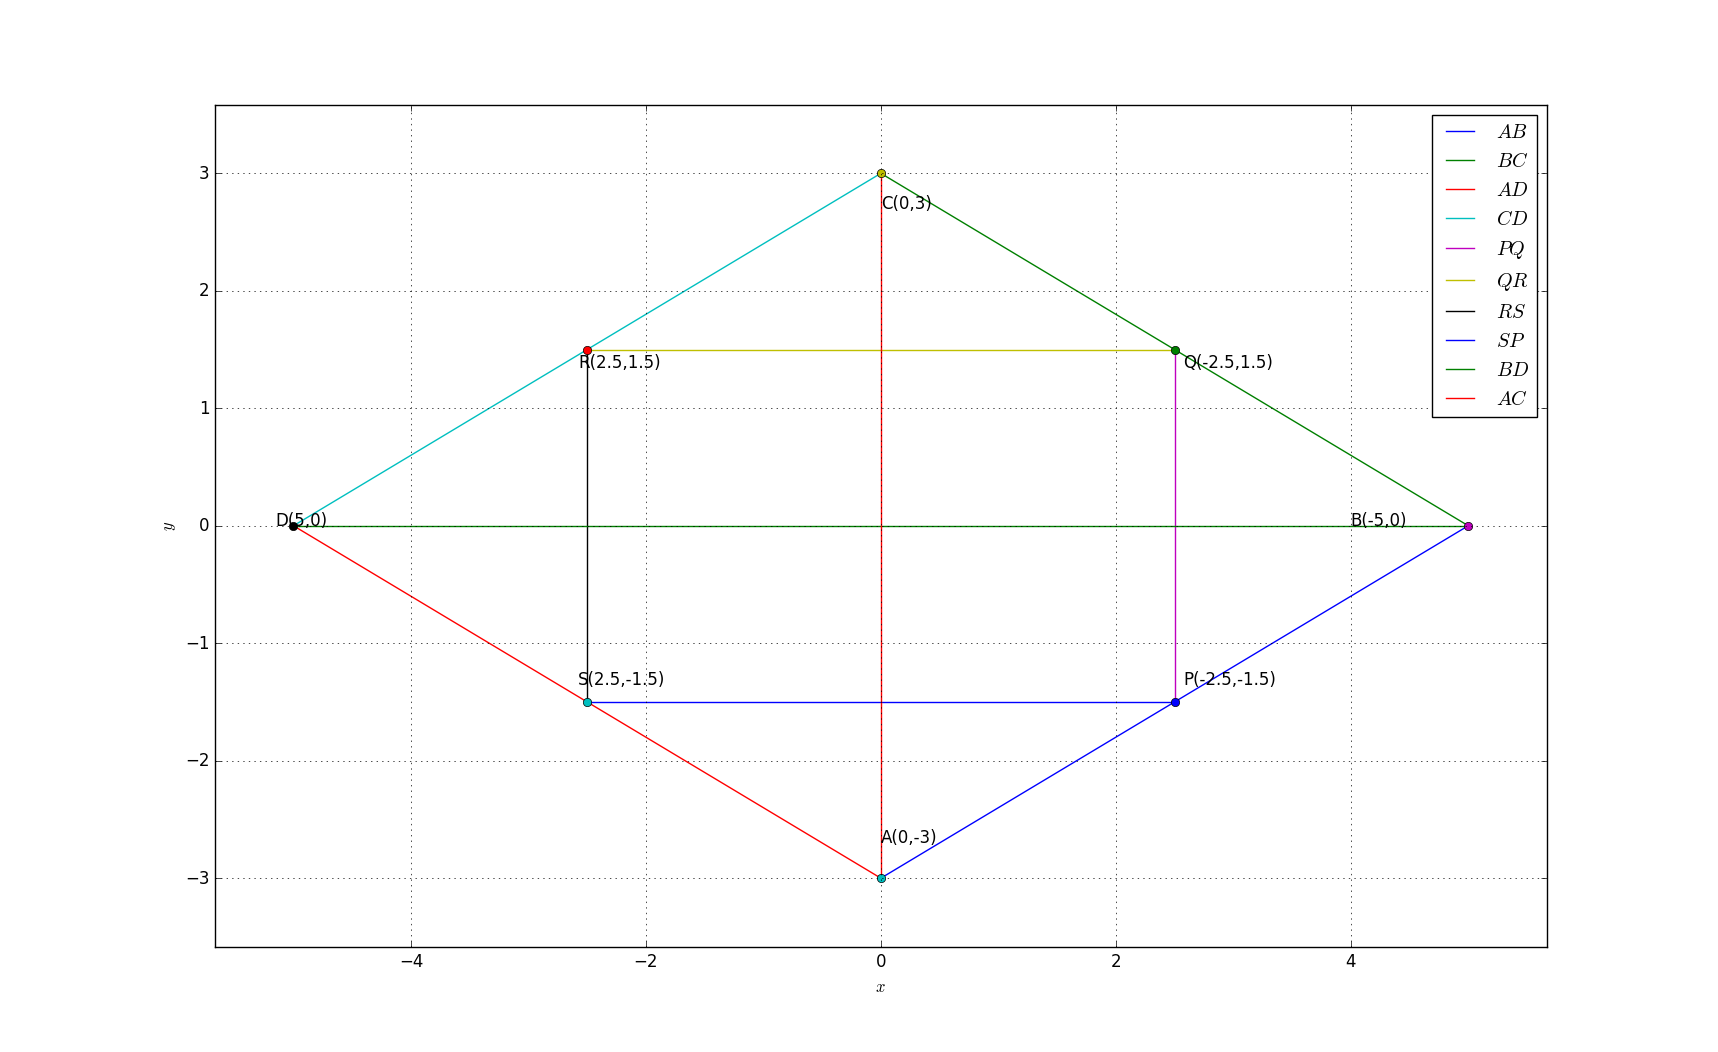 3
2
1
0
−1
−2
−3
−4
−2
0
2
4
x
y
C(0,3)
R(2.5,1.5)
Q(-2.5,1.5)
D(5,0)
B(-5,0)
S(2.5,-1.5)
P(-2.5,-1.5)
A(0,-3)
AB
BC
AD
CD
PQ
QR
RS
SP
BD
AC